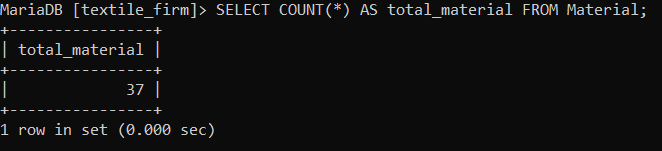 MariaDB [textile_firm]> SELECT COUNT(*) AS total_material FROM Material;
+----------------+
| total_material |
+----------------+
|             37 |
+----------------+
1 row in set (0.000 sec)